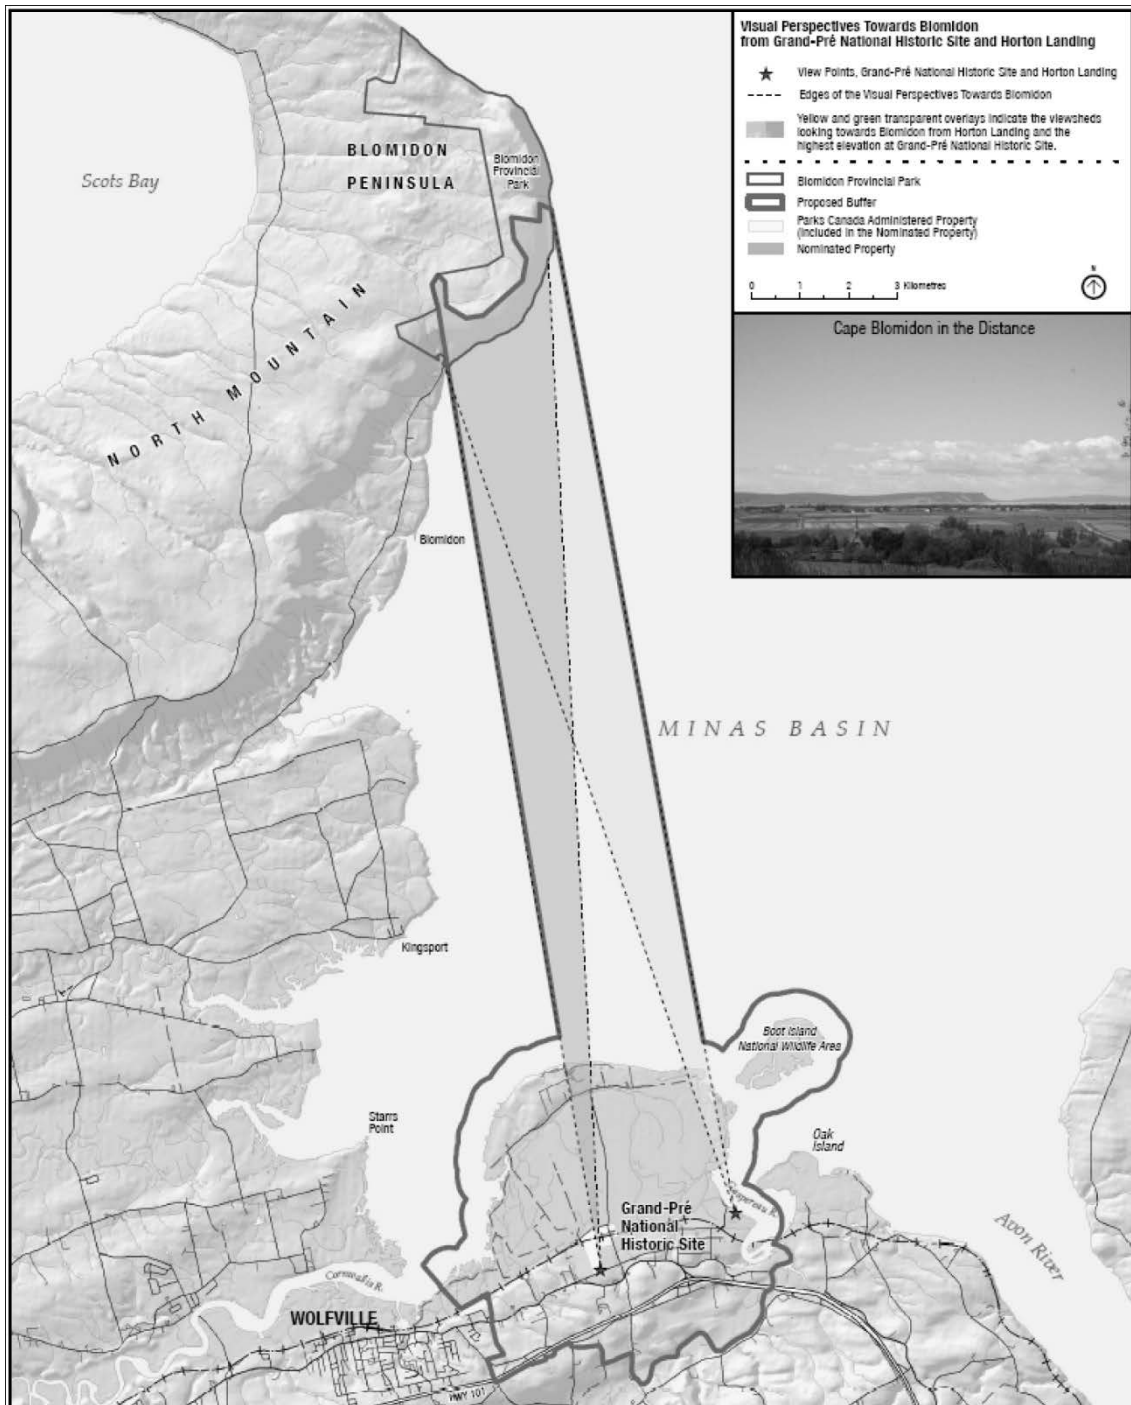 Visual Perspectives Towards Blomidon
from Grand-Pré National Historic Site and Horton Landing
View Points, Grand-Pré National Historic Site and Horton Landing
Edges of the Visual Perspectives Towards Blomidon
Yellow and green transparent overlays indicate the viewsheds
looking towards Blomidon from Horton Landing and the
highest elevation at Grand-Pré National Historic Site.
Blomidon Provincial Park
Proposed Buffer
Parks Canada Administered Property
(Included in the Nominated Property)
Nominated Property
N
0 1 2 3 Kilometres
Cape Blomidon in the Distance
BLOMIDON
PENINSULA
Blomidon
Provincial
Park
Scots Bay
NORTH MOUNTAIN
Blomidon
MINAS BASIN
Kingsport
Boot Island
National Wildlife Area
Starrs
Point
Oak
Island
Gaspereau R.
Grand-Pré
National
Historic Site
Avon River
Cornwallis R.
WOLFVILLE
HWY 101